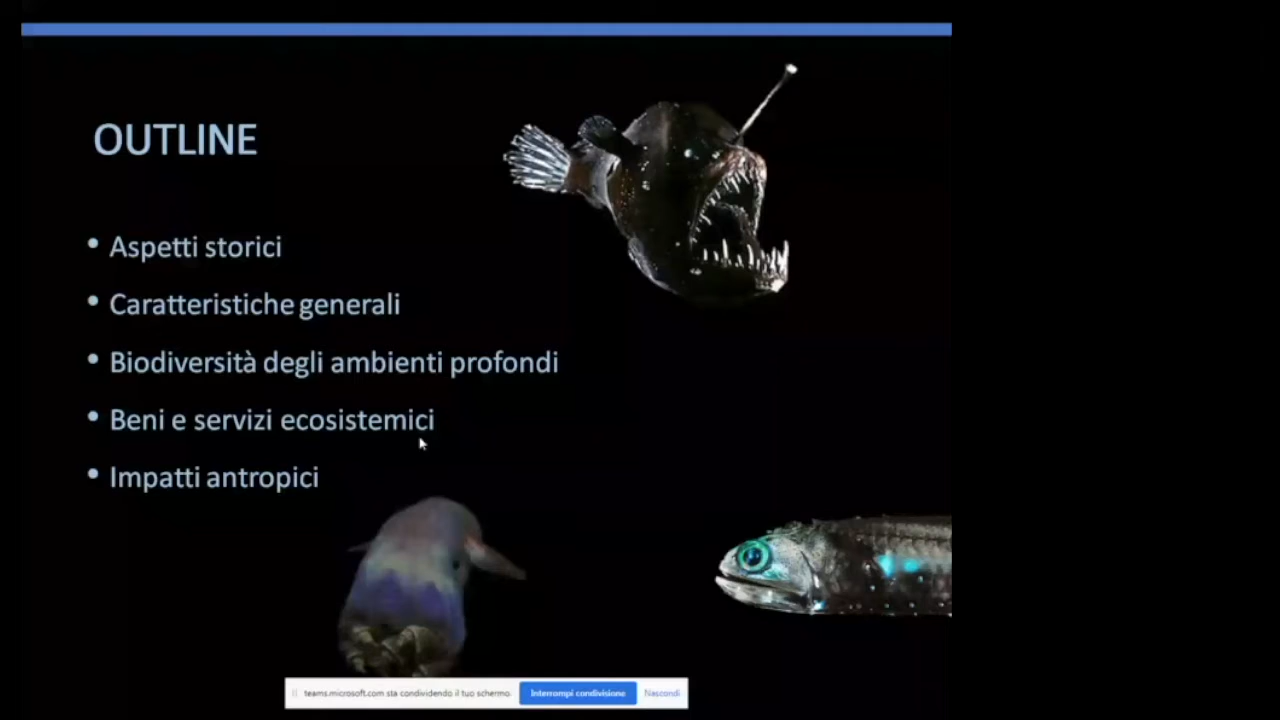 OUTLINE
• Aspetti storici
• Caratteristiche generali
• Biodiversità degli ambienti profondi
• Beni e servizi ecosistemici
• Impatti antropici
teams.microsoft.com sta condividendo il tuo schermo. Interrompi condivisione Nascondi